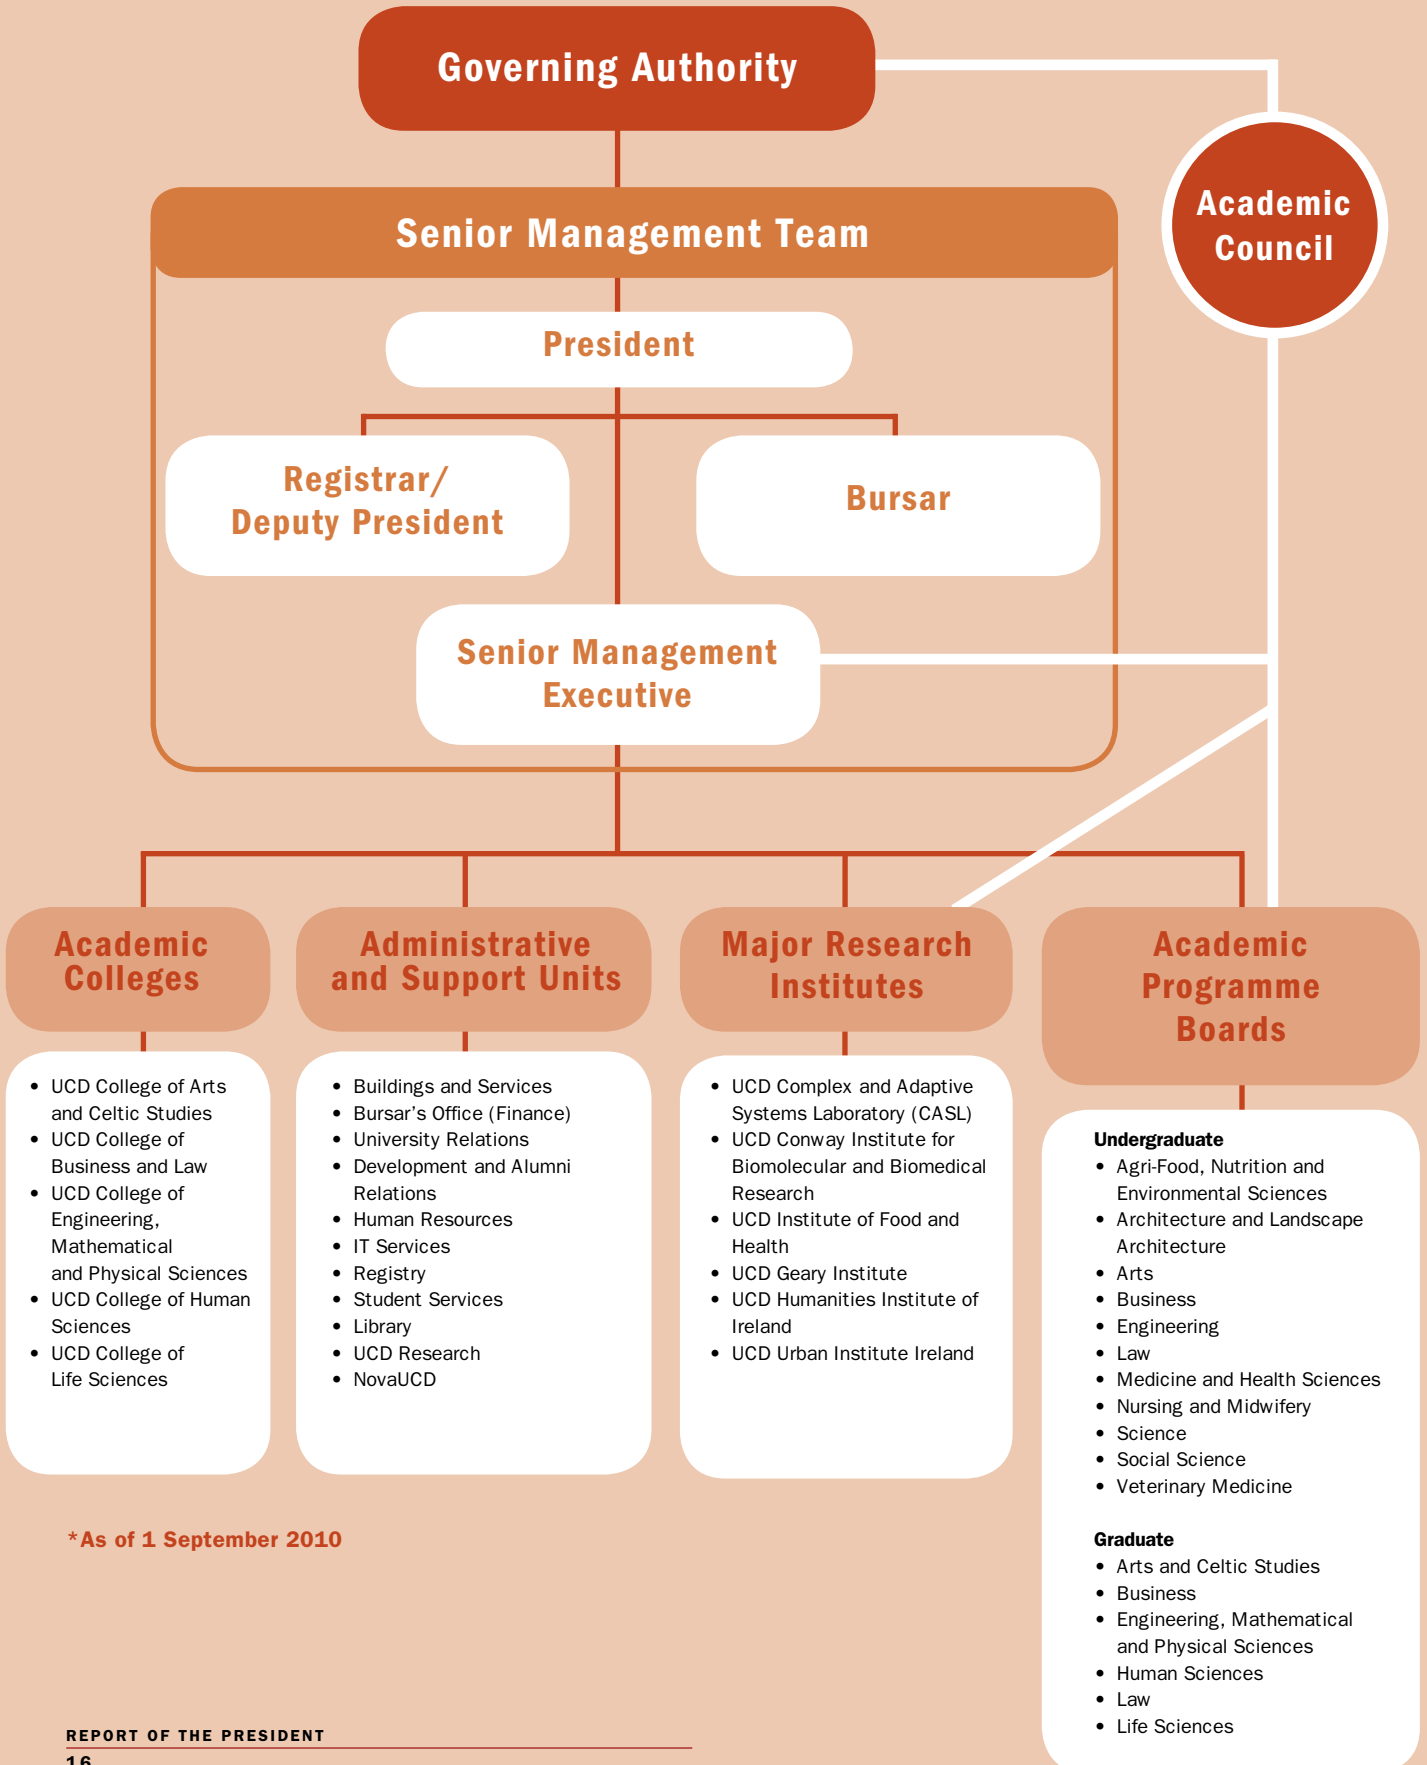 Governing Authority
Academic
Council
Senior Management Team
President
Registrar/
Deputy President
Bursar
Senior Management
Executive
Academic
Colleges
• UCD College of Arts
and Celtic Studies
• UCD College of
Business and Law
• UCD College of
Engineering,
Mathematical
and Physical Sciences
• UCD College of Human
Sciences
• UCD College of
Life Sciences
Administrative
and Support Units
• Buildings and Services
• Bursar’s Office (Finance)
• University Relations
• Development and Alumni
Relations
• Human Resources
• IT Services
• Registry
• Student Services
• Library
• UCD Research
• NovaUCD
Major Research
Institutes
• UCD Complex and Adaptive
Systems Laboratory (CASL)
• UCD Conway Institute for
Biomolecular and Biomedical
Research
• UCD Institute of Food and
Health
• UCD Geary Institute
• UCD Humanities Institute of
Ireland
• UCD Urban Institute Ireland
Academic
Programme
Boards
Undergraduate
• Agri-Food, Nutrition and
Environmental Sciences
• Architecture and Landscape
Architecture
• Arts
• Business
• Engineering
• Law
• Medicine and Health Sciences
• Nursing and Midwifery
• Science
• Social Science
• Veterinary Medicine
Graduate
• Arts and Celtic Studies
• Business
• Engineering, Mathematical
and Physical Sciences
• Human Sciences
• Law
• Life Sciences
*As of 1 September 2010
REPORT OF THE PRESIDENT
16